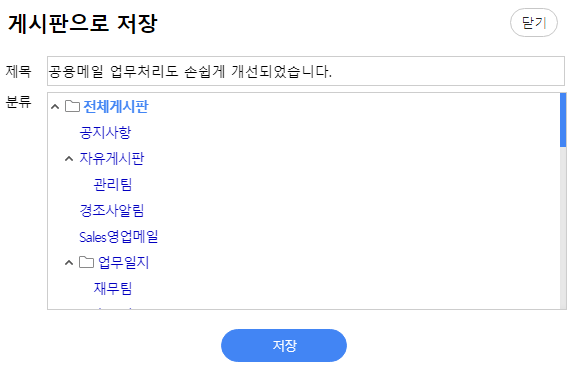 게시판으로 저장
닫기
제목
공용메일 업무처리도 손쉽게 개선되었습니다.
분류
전체게시판
공지사항
자유게시판
관리팀
경조사알림
Sales영업메일
업무일지
재무팀
저장